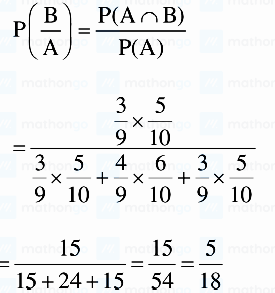 P(B/A) = P(A ∩ B)/P(A)
= (3/9 × 5/10)/(3/9 × 5/10 + 4/9 × 6/10 + 3/9 × 5/10)
= 15/(15 + 24 + 15) = 15/54 = 5/18